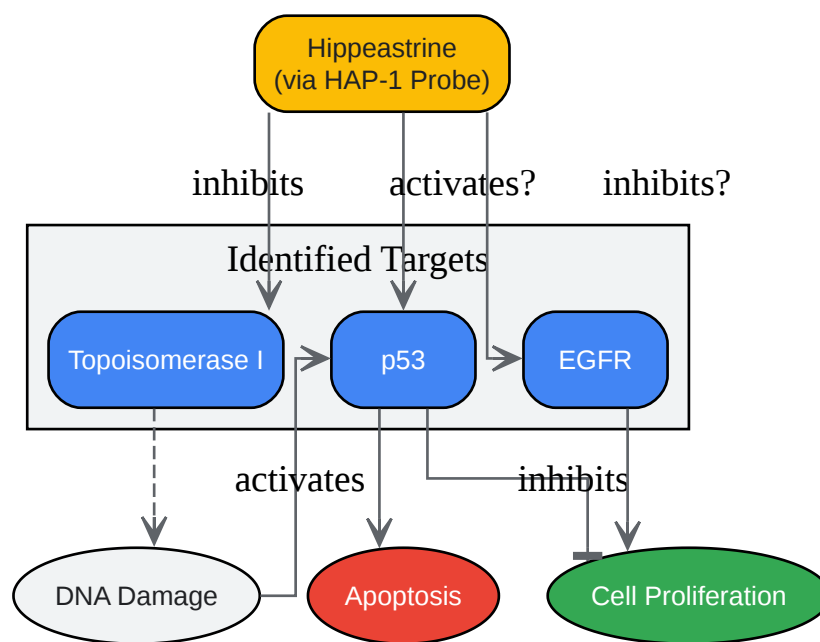 Hippeastrine
(via HAP-1 Probe)
inhibits
activates?
inhibits?
Identified Targets
Topoisomerase I
p53
EGFR
activates
inhibits
DNA Damage
Apoptosis
Cell Proliferation